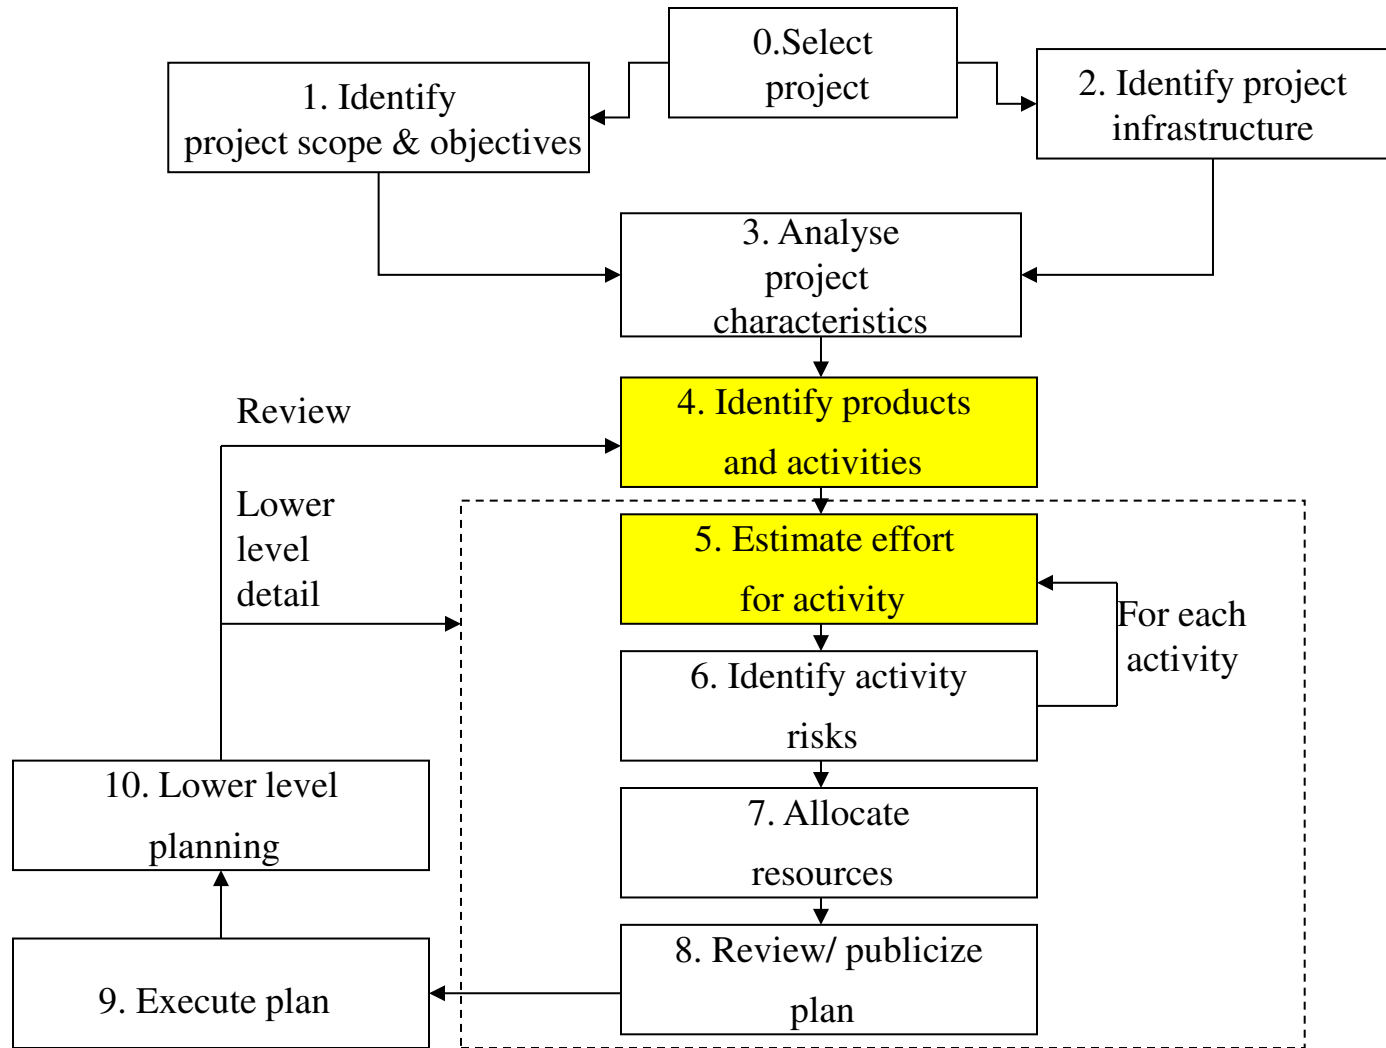 0.Select
project
1. Identify
project scope & objectives
2. Identify project
infrastructure
3. Analyse
project
characteristics
Review
4. Identify products
and activities
Lower
level
detail
5. Estimate effort
for activity
For each
activity
6. Identify activity
risks
10. Lower level
planning
7. Allocate
resources
9. Execute plan
8. Review/ publicize
plan